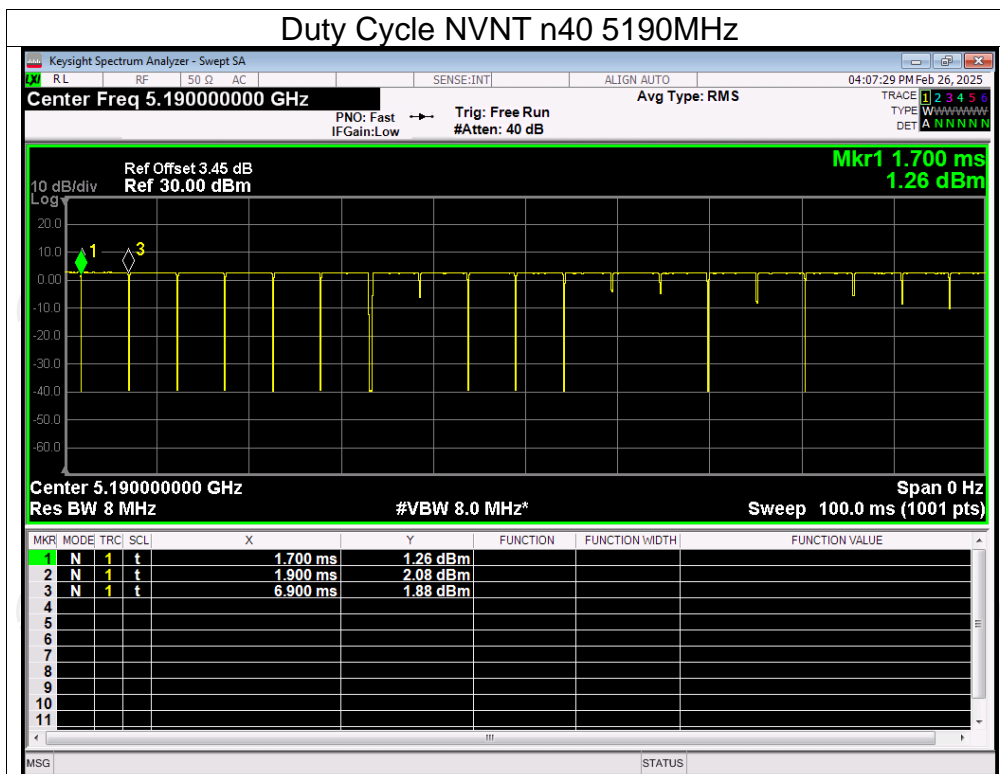 Duty Cycle NVNT n40 5190MHz
Keysight Spectrum Analyzer - Swept SA
LXI RL RF 50 Ω AC SENSE:INT ALIGN AUTO 04:07:29 PM Feb 26, 2025
Center Freq 5.190000000 GHz
PNO: Fast
IFGain:Low
Trig: Free Run
#Atten: 40 dB
Avg Type: RMS
TRACE 1 2 3 4 5 6
TYPE WWWWWW
DET A N N N N N
Ref Offset 3.45 dB
10 dB/div Ref 30.00 dBm
Log
Mkr1 1.700 ms
1.26 dBm
20.0
10.0
0.00
-10.0
-20.0
-30.0
-40.0
-50.0
-60.0
1
3
Center 5.190000000 GHz Span 0 Hz
Res BW 8 MHz #VBW 8.0 MHz* Sweep 100.0 ms (1001 pts)
MKR MODE TRC SCL X Y FUNCTION FUNCTION WIDTH FUNCTION VALUE
1 N 1 t 1.700 ms 1.26 dBm
2 N 1 t 1.900 ms 2.08 dBm
3 N 1 t 6.900 ms 1.88 dBm
4
5
6
7
8
9
10
11
MSG STATUS